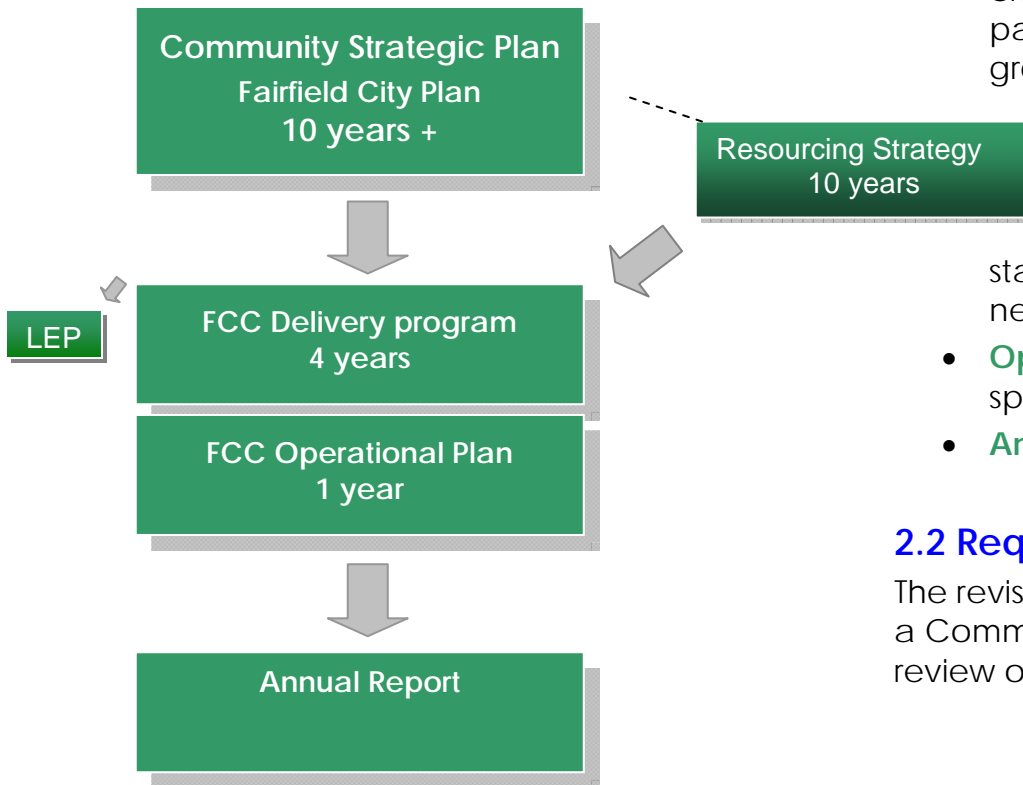 Community Strategic Plan
Fairfield City Plan
10 years +
Resourcing Strategy
10 years
LEP
FCC Delivery program
4 years
FCC Operational Plan
1 year
Annual Report
•
sp
•
2.2 Req
The revis
a Comm
review o